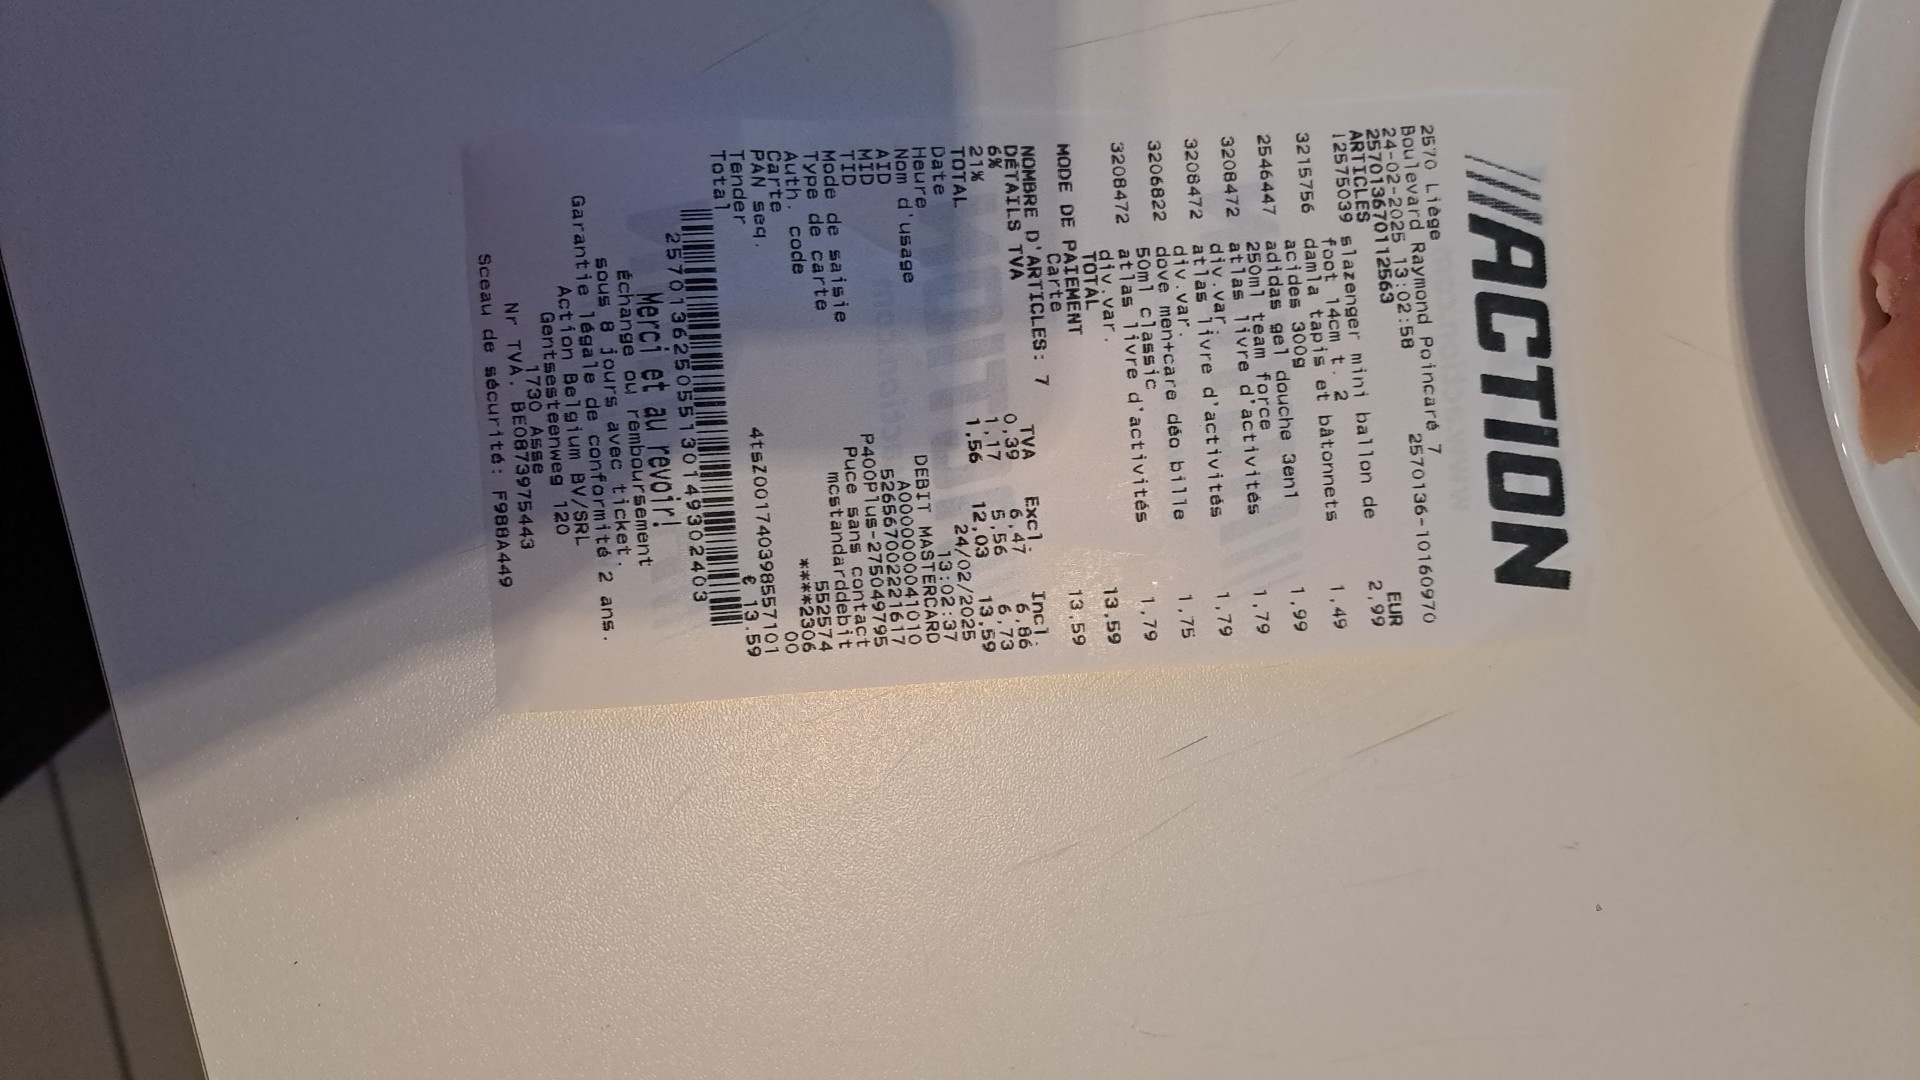 ACTION
2570 Liège
Boulevard Raymond Poincaré 7
24-02-2025 13:02:58 2570136-10160970
257013670112563
ARTICLES EUR
12575039 slazenger mini ballon de 2,99
foot 14cm t. 2
3215756 damla tapis et bâtonnets 1,49
acides 300g
2546447 adidas gel douche 3en1 1,99
250ml team force
3208472 atlas livre d'activités 1,79
div.var.
3208472 atlas livre d'activités 1,79
div.var.
3206822 dove men+care déo bille 1,75
50ml classic
3208472 atlas livre d'activités 1,79
div.var.
TOTAL 13,59
MODE DE PAIEMENT
Carte 13.59
NOMBRE D'ARTICLES: 7
DÉTAILS TVA TVA Excl. Incl.
6% 0,39 6,47 6,86
21% 1,17 5,56 6,73
TOTAL 1,56 12,03 13,59
Date 24/02/2025
Heure 13:02:37
Nom d'usage DEBIT MASTERCARD
AID A0000000041010
MID 52656700221617
TID P400Plus-275049795
Mode de saisie Puce sans contact
Type de carte mcstandarddebit
Auth. code 552574
Carte ****2306
PAN seq. 00
Tender 4tsZ001740398557101
Total € 13.59
257013625055130149302403
Merci et au revoir!
Échange ou remboursement
sous 8 jours avec ticket.
Garantie légale de conformité 2 ans.
Action Belgium BV/SRL
Gentsesteenweg 120
1730 Asse
Nr TVA. BE0873975443
Sceau de sécurité: F988A449